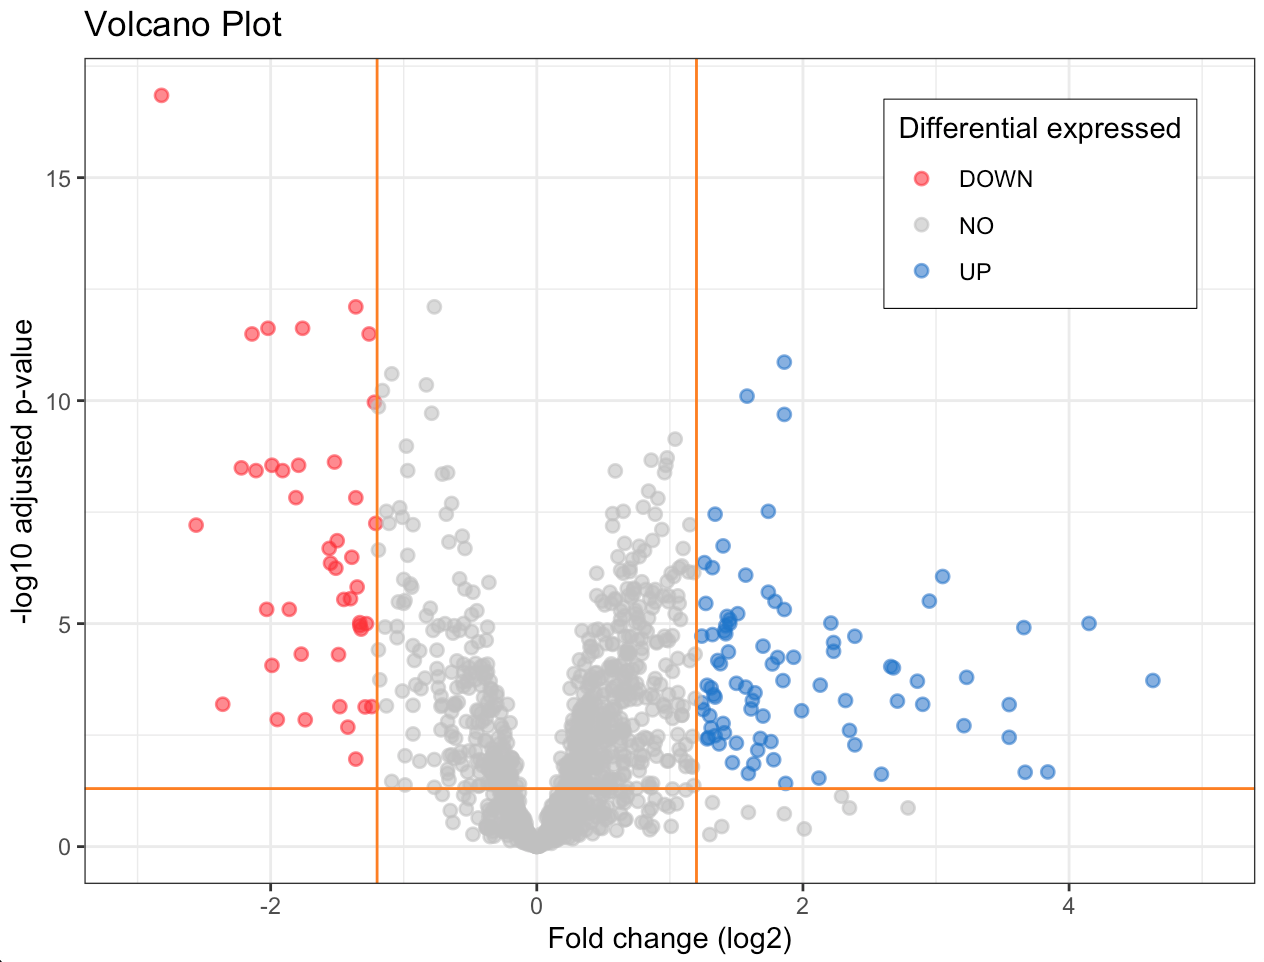 Volcano Plot
-log10 adjusted p-value
15
10
5
0
Differential expressed
DOWN
NO
UP
-2
0
2
4
Fold change (log2)